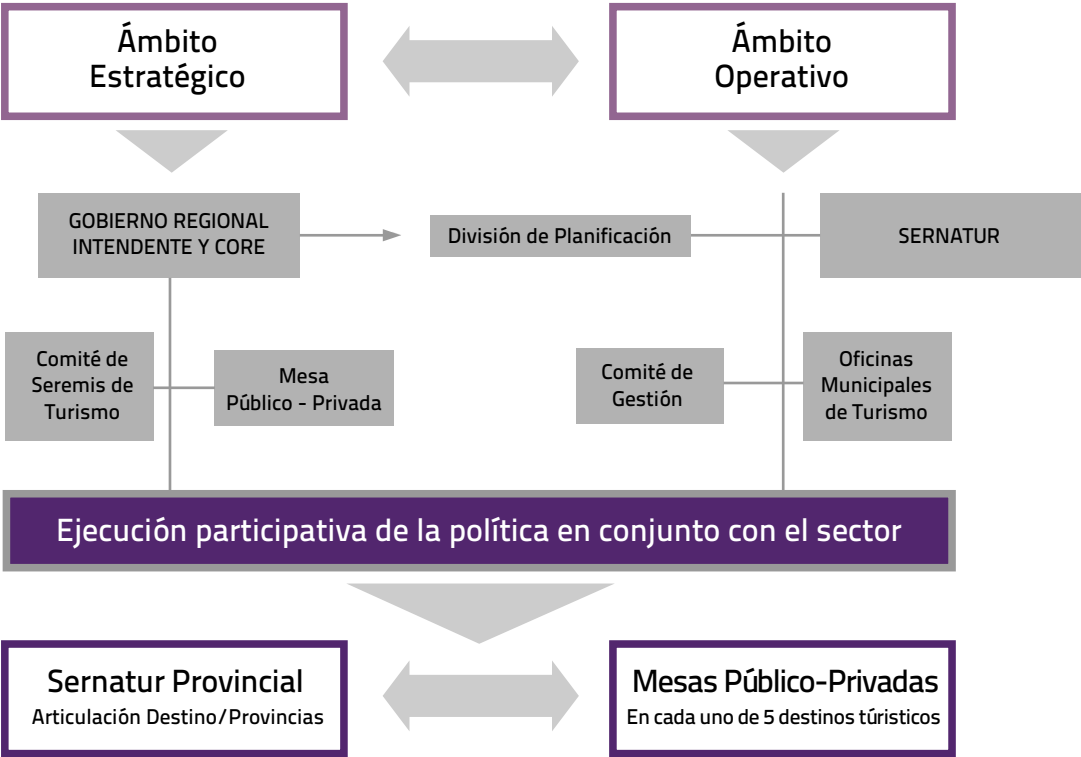 Ámbito
Estratégico
Ámbito
Operativo
GOBIERNO REGIONAL
INTENDENTE Y CORE
División de Planificación
SERNATUR
Comité de
Seremis de
Turismo
Mesa
Público - Privada
Comité de
Gestión
Oficinas
Municipales
de Turismo
Ejecución participativa de la política en conjunto con el sector
Sernatur Provincial
Articulación Destino/Provincias
Mesas Público-Privadas
En cada uno de 5 destinos túristicos